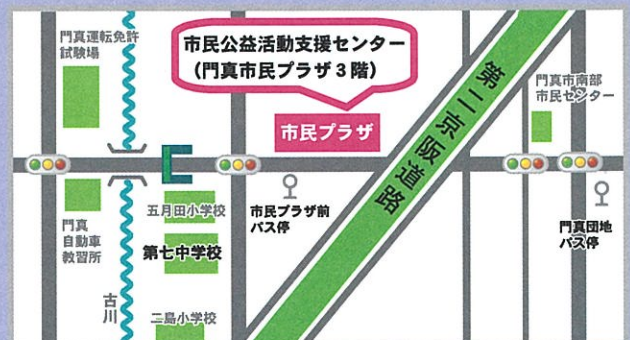 門真運転免許
試験場
市民公益活動支援センター
(門真市民プラザ3階)
第二京阪道路
門真市南部
市民センター
市民プラザ
門真
自動車
教習所
五月田小学校
市民プラザ前
バス停
門真団地
バス停
第七中学校
古川
二島小学校